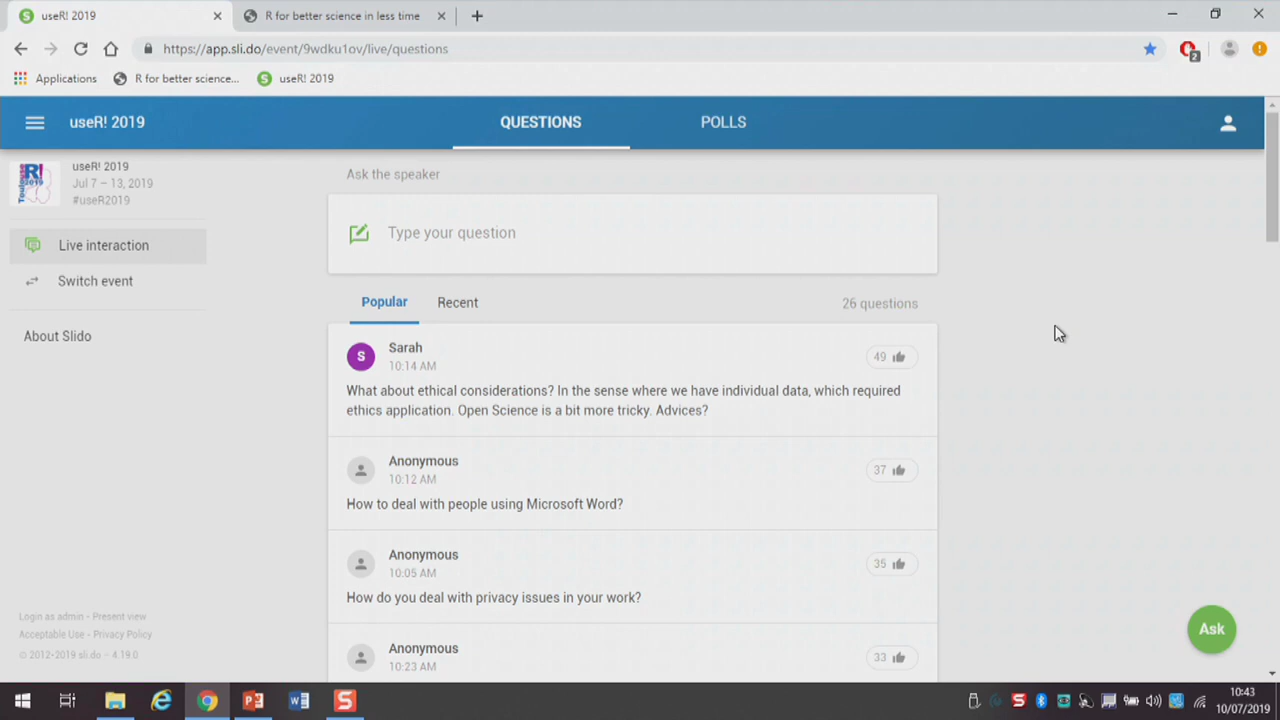 useR! 2019
R for better science in less time
https://app.sli.do/event/9wdku1ov/live/questions
2
Applications
R for better science...
useR! 2019
useR! 2019
QUESTIONS
POLLS
useR! 2019
Jul 7 – 13, 2019
#useR2019
Live interaction
Switch event
About Slido
Ask the speaker
Type your question
Popular
Recent
26 questions
S
Sarah
10:14 AM
49
What about ethical considerations? In the sense where we have individual data, which required
ethics application. Open Science is a bit more tricky. Advices?
Anonymous
10:12 AM
37
How to deal with people using Microsoft Word?
Anonymous
10:05 AM
35
How do you deal with privacy issues in your work?
Anonymous
10:23 AM
33
Login as admin - Present view
Acceptable Use - Privacy Policy
© 2012-2019 sli.do – 4.19.0
Ask
10:43
10/07/2019